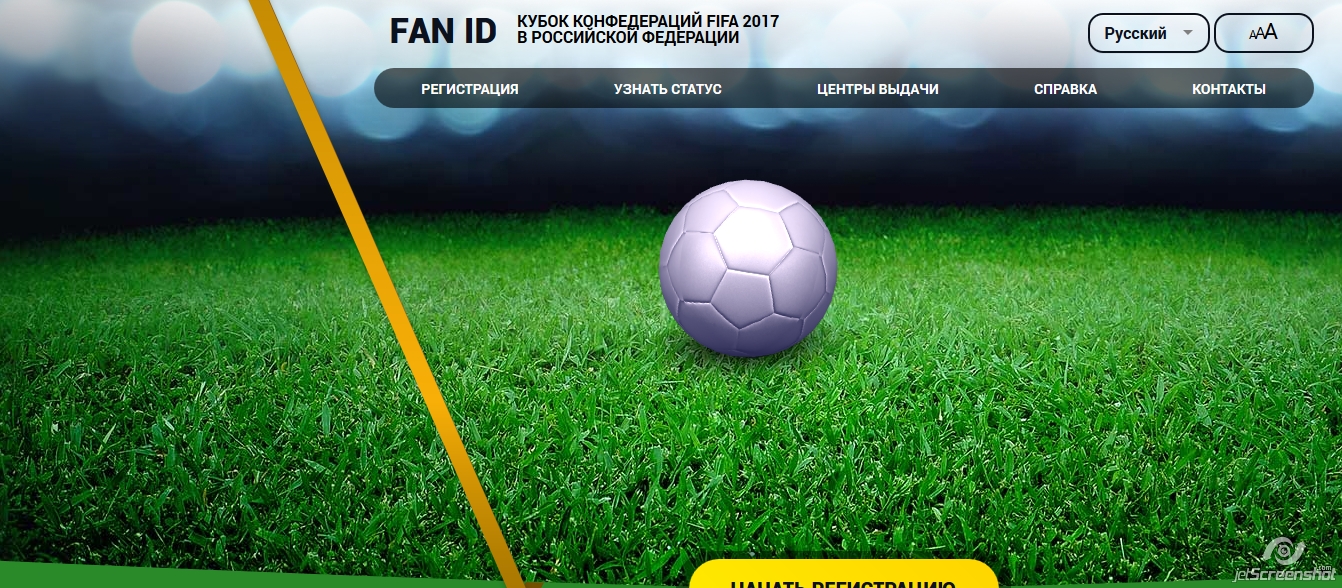 FAN ID
КУБОК КОНФЕДЕРАЦИЙ FIFA 2017
В РОССИЙСКОЙ ФЕДЕРАЦИИ
Русский
AAA
РЕГИСТРАЦИЯ УЗНАТЬ СТАТУС ЦЕНТРЫ ВЫДАЧИ СПРАВКА КОНТАКТЫ
НАЧАТЬ РЕГИСТРАЦИЮ
jetScreenshot
.com